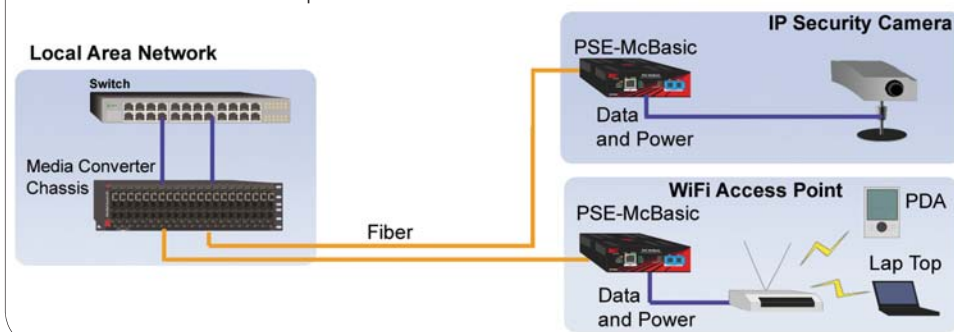 Local Area Network
Switch
Media Converter
Chassis
Fiber
IP Security Camera
PSE-McBasic
Data
and Power
WiFi Access Point
PSE-McBasic
PDA
Lap Top
Data
and Power